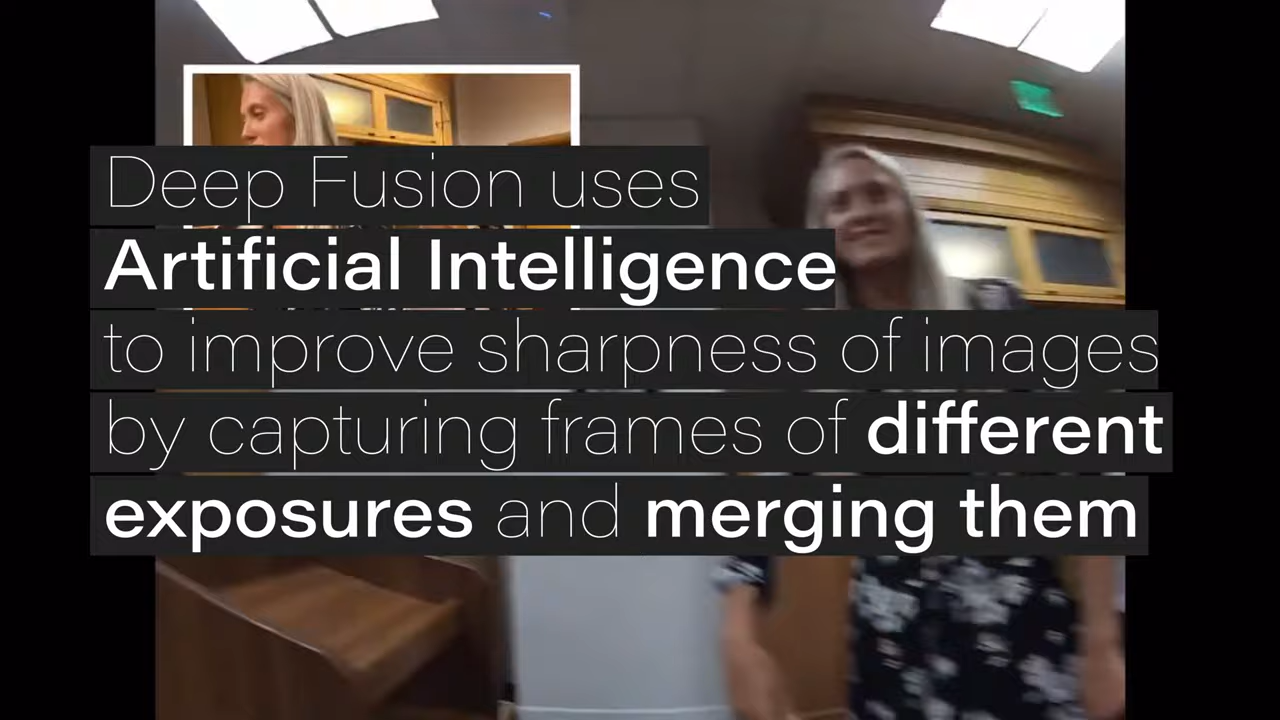 Deep Fusion uses
Artificial Intelligence
to improve sharpness of images
by capturing frames of different
exposures and merging them